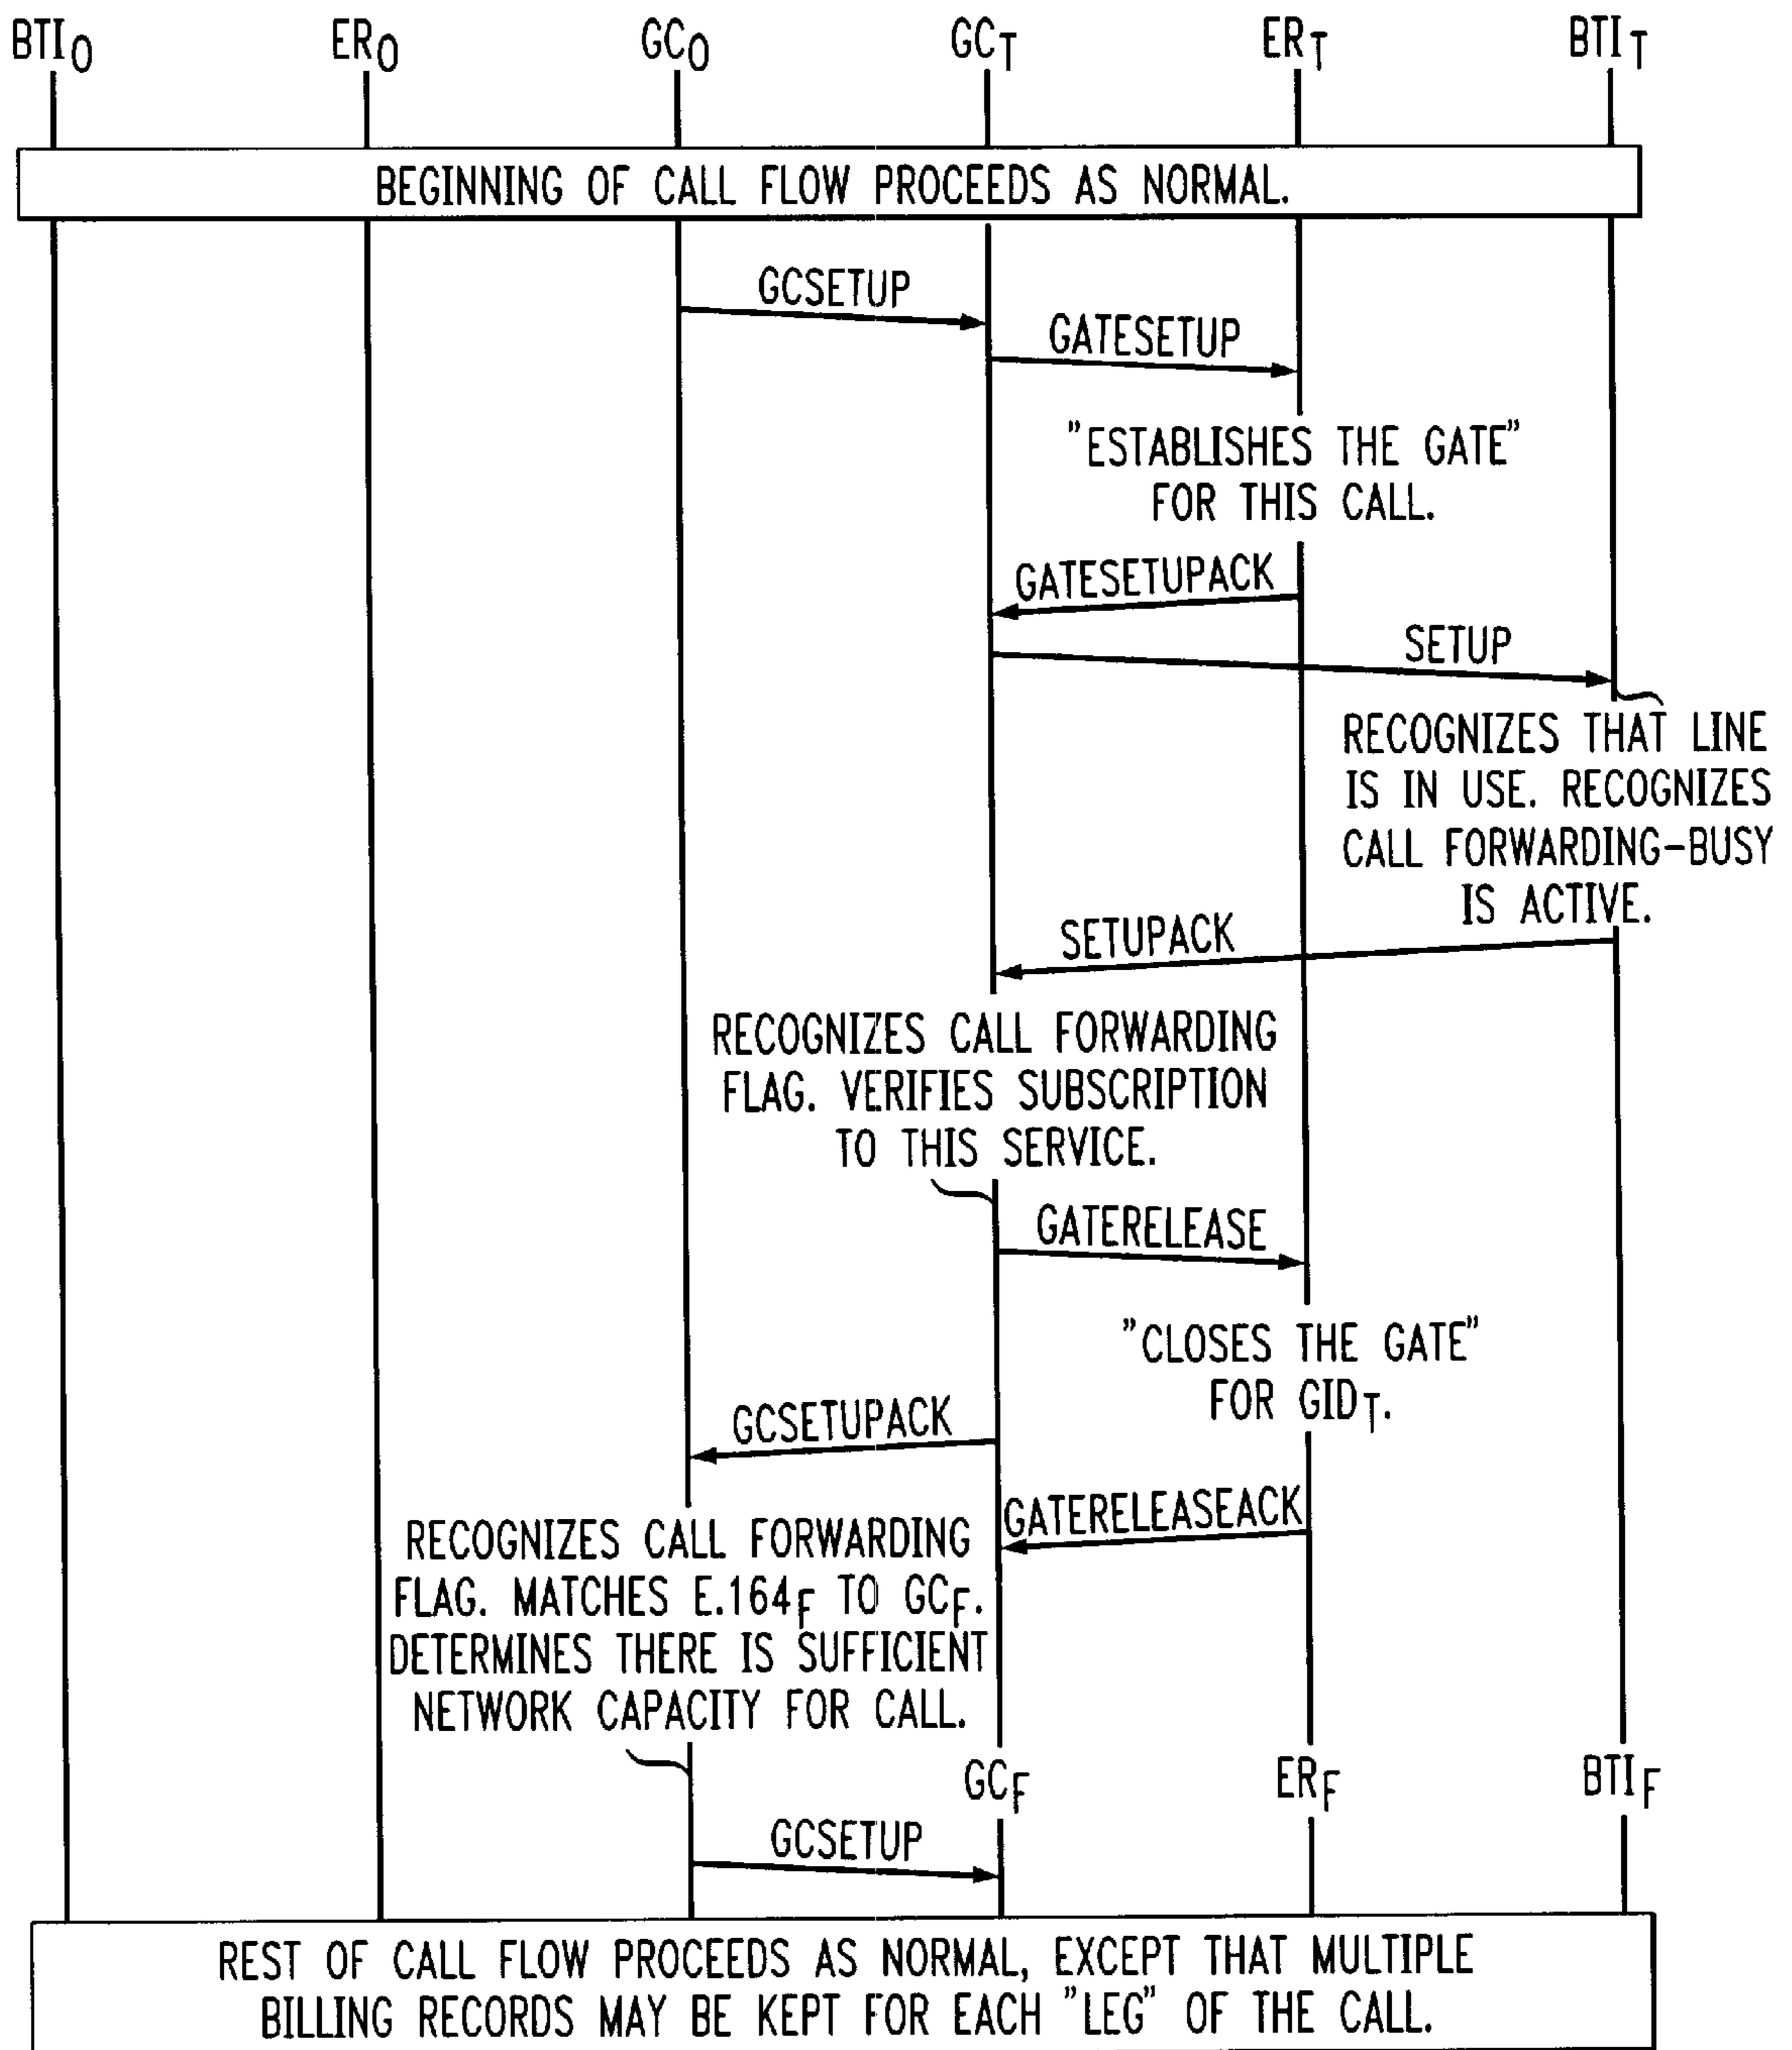 BTIO ERO GCO GCT ERT BTIT
BEGINNING OF CALL FLOW PROCEEDS AS NORMAL.
GCSETUP
GATESETUP
"ESTABLISHES THE GATE"
FOR THIS CALL.
GATESETUPACK
SETUP
RECOGNIZES THAT LINE
IS IN USE. RECOGNIZES
CALL FORWARDING-BUSY
IS ACTIVE.
SETUPACK
RECOGNIZES CALL FORWARDING
FLAG. VERIFIES SUBSCRIPTION
TO THIS SERVICE.
GATERELEASE
"CLOSES THE GATE"
FOR GIDT.
GCSETUPACK
GATERELEASEACK
RECOGNIZES CALL FORWARDING
FLAG. MATCHES E.164F TO GCF.
DETERMINES THERE IS SUFFICIENT
NETWORK CAPACITY FOR CALL.
GCF ERF BTIF
GCSETUP
REST OF CALL FLOW PROCEEDS AS NORMAL, EXCEPT THAT MULTIPLE
BILLING RECORDS MAY BE KEPT FOR EACH "LEG" OF THE CALL.